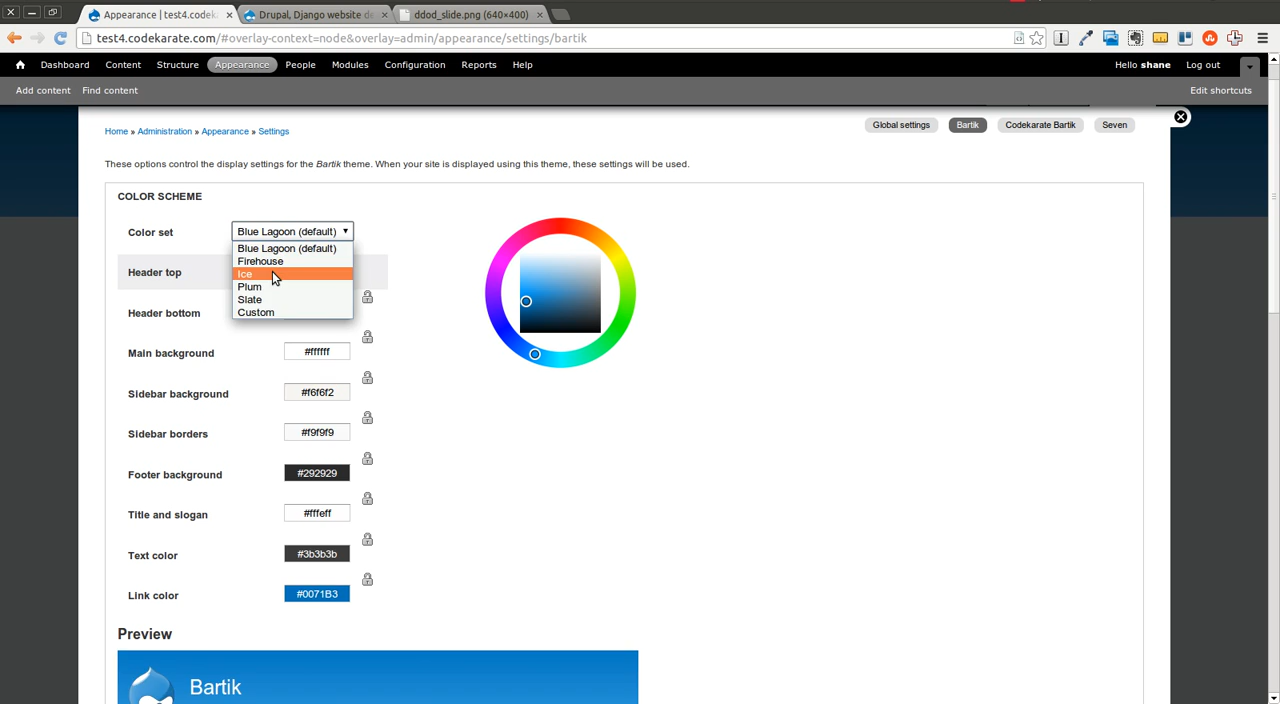 Appearance | test4.codek
Drupal, Django website d
ddod_slide.png (640×400)
test4.codekarate.com/#overlay-context=node&overlay=admin/appearance/settings/bartik
Dashboard Content Structure Appearance People Modules Configuration Reports Help Hello shane Log out
Add content Find content Edit shortcuts
Home » Administration » Appearance » Settings
Global settings Bartik Codekarate Bartik Seven
These options control the display settings for the Bartik theme. When your site is displayed using this theme, these settings will be used.
COLOR SCHEME
Color set Blue Lagoon (default)
Blue Lagoon (default)
Firehouse
Ice
Plum
Slate
Custom
Header top
Header bottom
Main background #ffffff
Sidebar background #f6f6f2
Sidebar borders #f9f9f9
Footer background #292929
Title and slogan #fffeff
Text color #3b3b3b
Link color #0071B3
Preview
Bartik